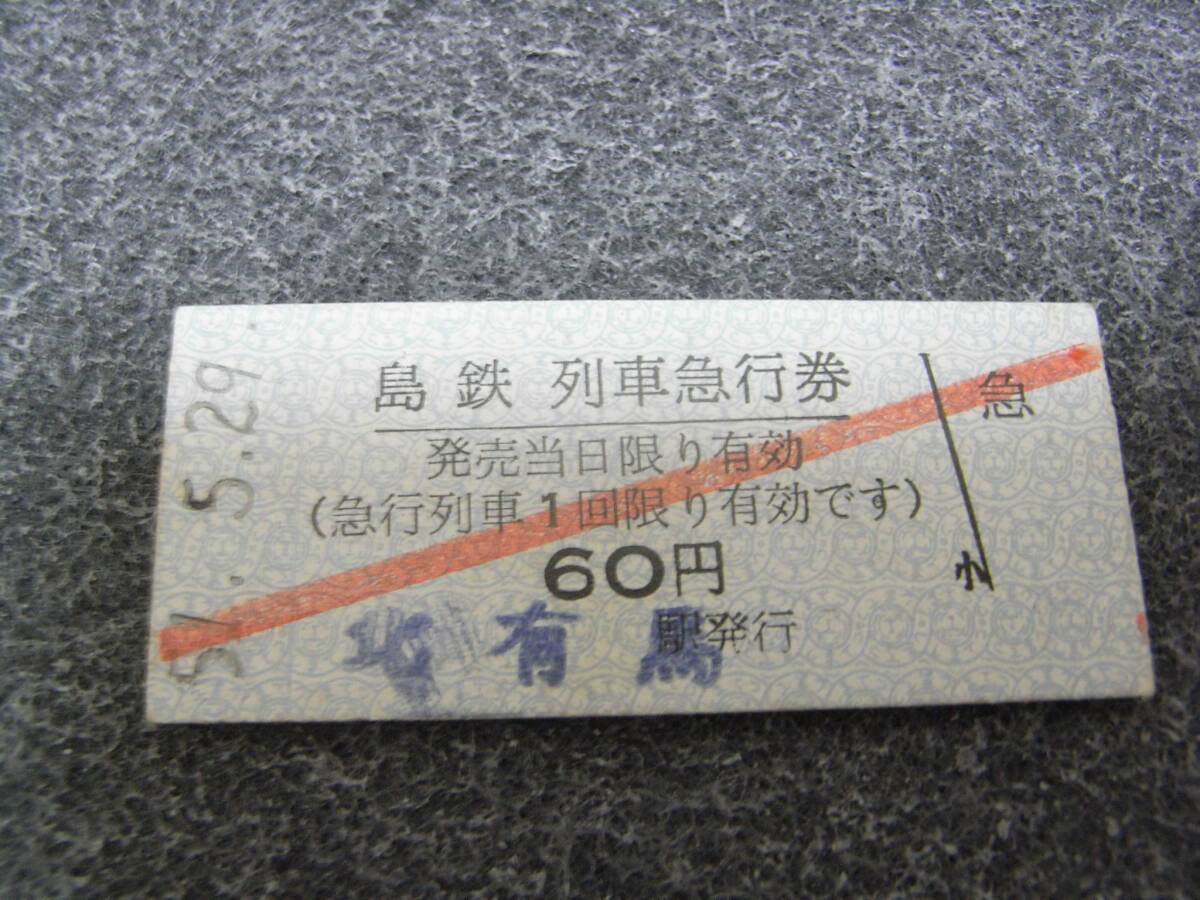 島鉄 列車急行券
発売当日限り有効
(急行列車1回限り有効です)
60円
北有馬駅発行
急
51.5.29